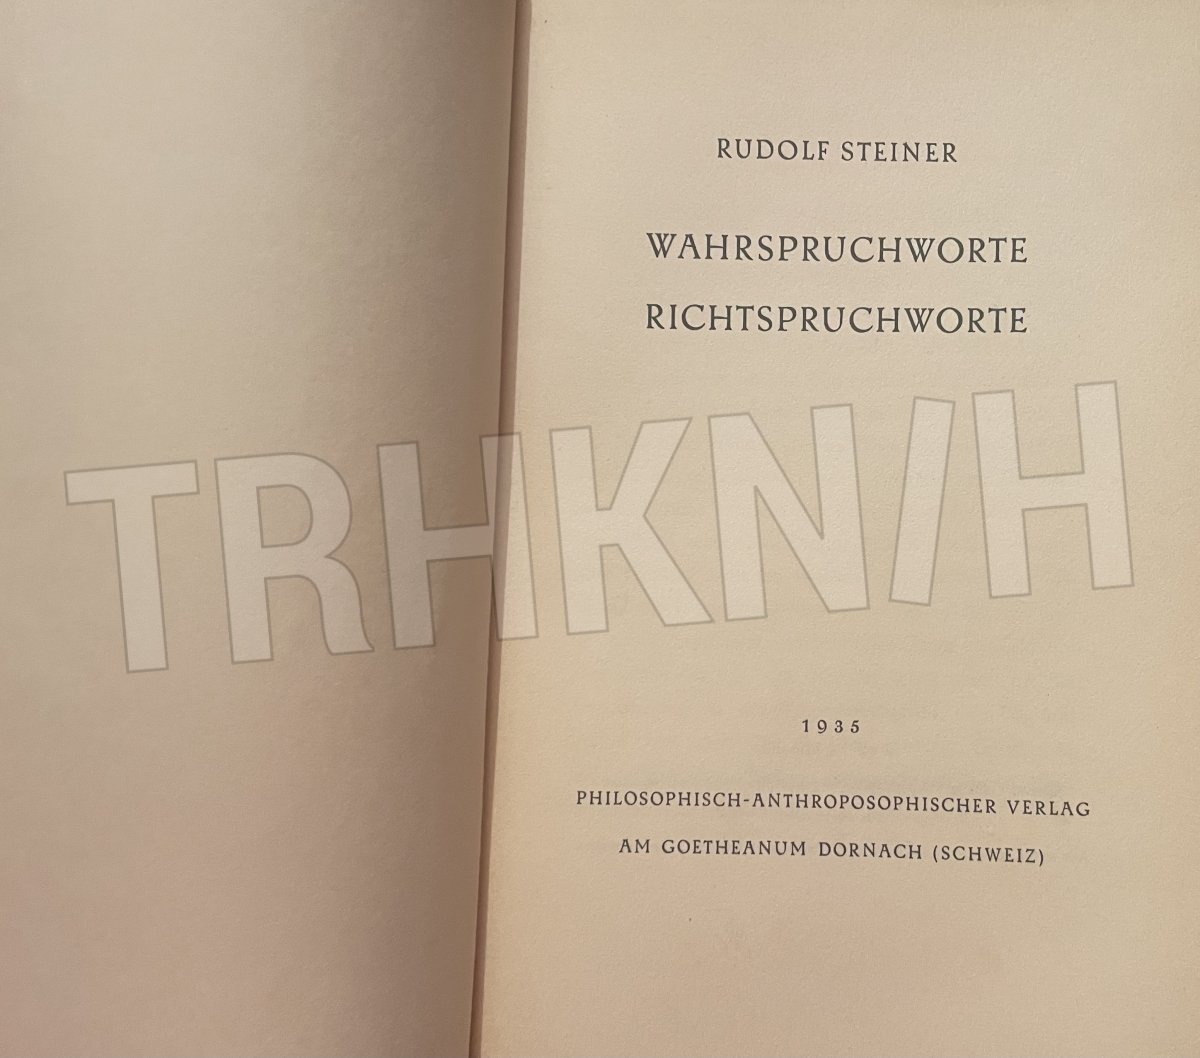 RUDOLF STEINER
WAHRSPRUCHWORTE
RICHTSPRUCHWORTE
TRHKN/H
1935
PHILOSOPHISCH-ANTHROPOSOPHISCHER VERLAG
AM GOETHEANUM DORNACH (SCHWEIZ)